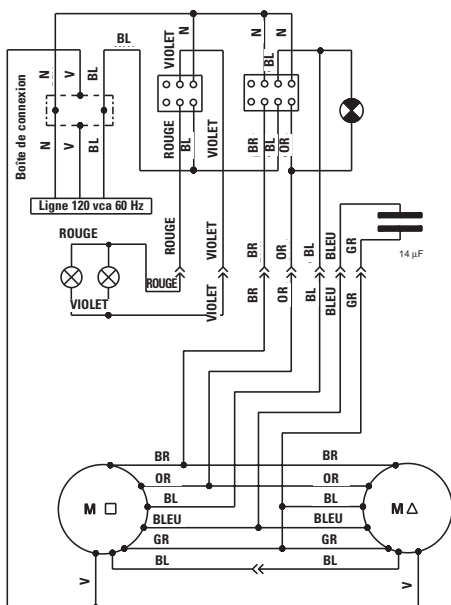 BL
N
V
BL
VIOLET
N
N
BL
N
Boîte de connexion
N
V
BL
ROUGE
BL
VIOLET
BR
BL
OR
Ligne 120 vca 60 Hz
ROUGE
VIOLET
ROUGE
VIOLET
ROUGE
VIOLET
BR
OR
BL
BLEU
GR
14 µF
BR
OR
BL
BLEU
GR
BR
BR
OR
OR
M
BL
BL
M
BLEU
BLEU
GR
GR
BL
BL
V
V